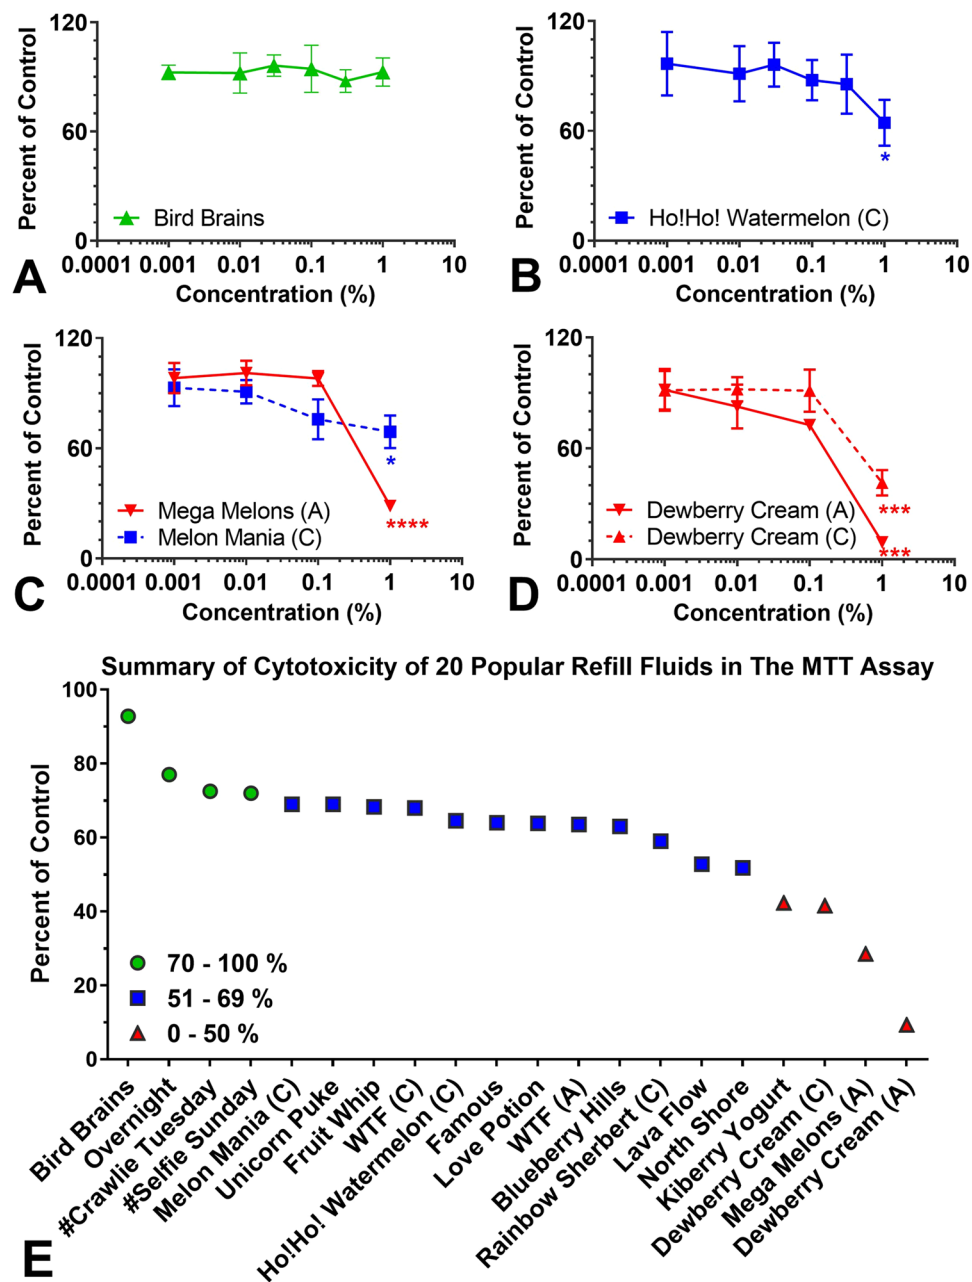 120
60
0
Percent of Control
Bird Brains
0.0001 0.001 0.01 0.1 1 10
Concentration (%)
A
120
60
0
Percent of Control
*
Ho!Ho! Watermelon (C)
0.0001 0.001 0.01 0.1 1 10
Concentration (%)
B
120
60
0
Percent of Control
*
****
Mega Melons (A)
Melon Mania (C)
0.0001 0.001 0.01 0.1 1 10
Concentration (%)
C
120
60
0
Percent of Control
***
***
Dewberry Cream (A)
Dewberry Cream (C)
0.0001 0.001 0.01 0.1 1 10
Concentration (%)
D
Summary of Cytotoxicity of 20 Popular Refill Fluids in The MTT Assay
100
80
60
40
20
0
Percent of Control
70 - 100 %
51 - 69 %
0 - 50 %
Bird Brains
Overnight
#Crawlie Tuesday
#Selfie Sunday
Melon Mania (C)
Unicorn Puke
Fruit Whip
WTF (C)
Ho!Ho! Watermelon (C)
Famous
Love Potion
WTF (A)
Blueberry Hills
Rainbow Sherbert (C)
Lava Flow
North Shore
Kiberry Yogurt
Dewberry Cream (C)
Mega Melons (A)
Dewberry Cream (A)
E